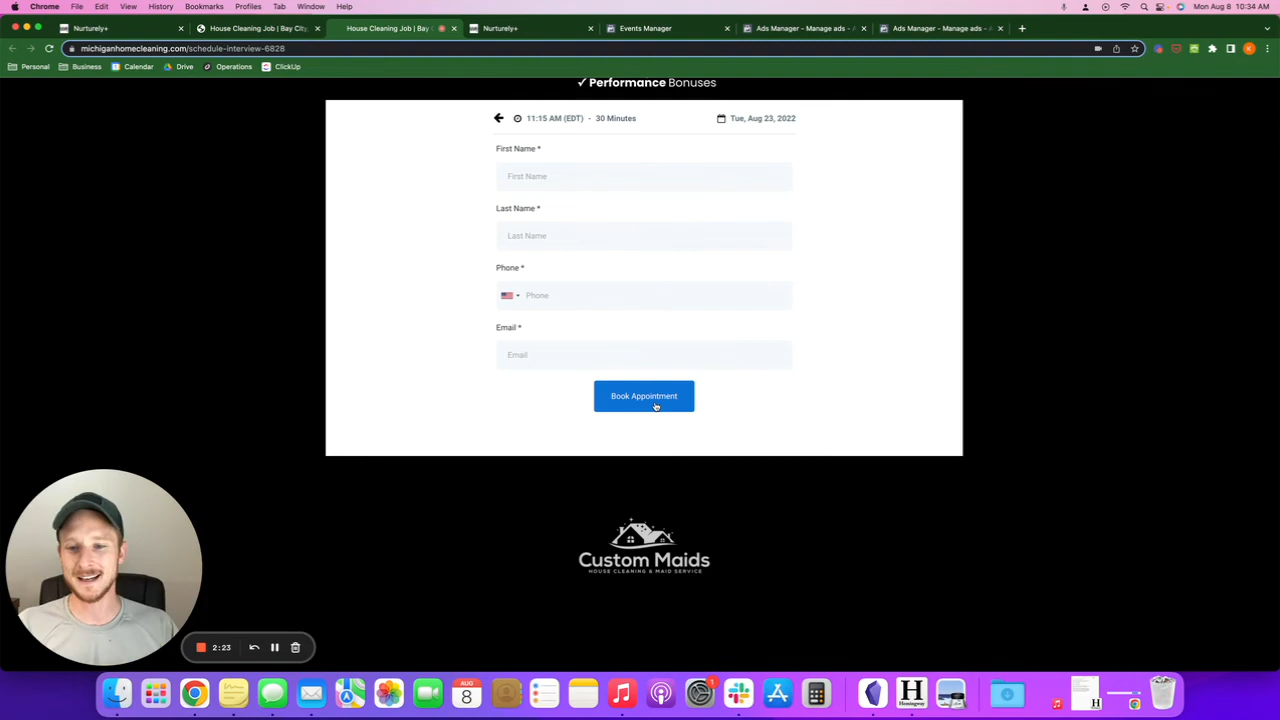 Chrome File Edit View History Bookmarks Profiles Tab Window Help Mon Aug 8 10:34 AM
Nurturely+ House Cleaning Job | Bay City, House Cleaning Job | Bay C Nurturely+ Events Manager Ads Manager - Manage ads - Ads Manager - Manage ads -
michiganhomecleaning.com/schedule-interview-6828
Personal Business Calendar Drive Operations ClickUp
✓ Performance Bonuses
11:15 AM (EDT) - 30 Minutes Tue, Aug 23, 2022
First Name *
First Name
Last Name *
Last Name
Phone *
Phone
Email *
Email
Book Appointment
Custom Maids
HOUSE CLEANING & MAID SERVICE
2:23
AUG
8
1
H